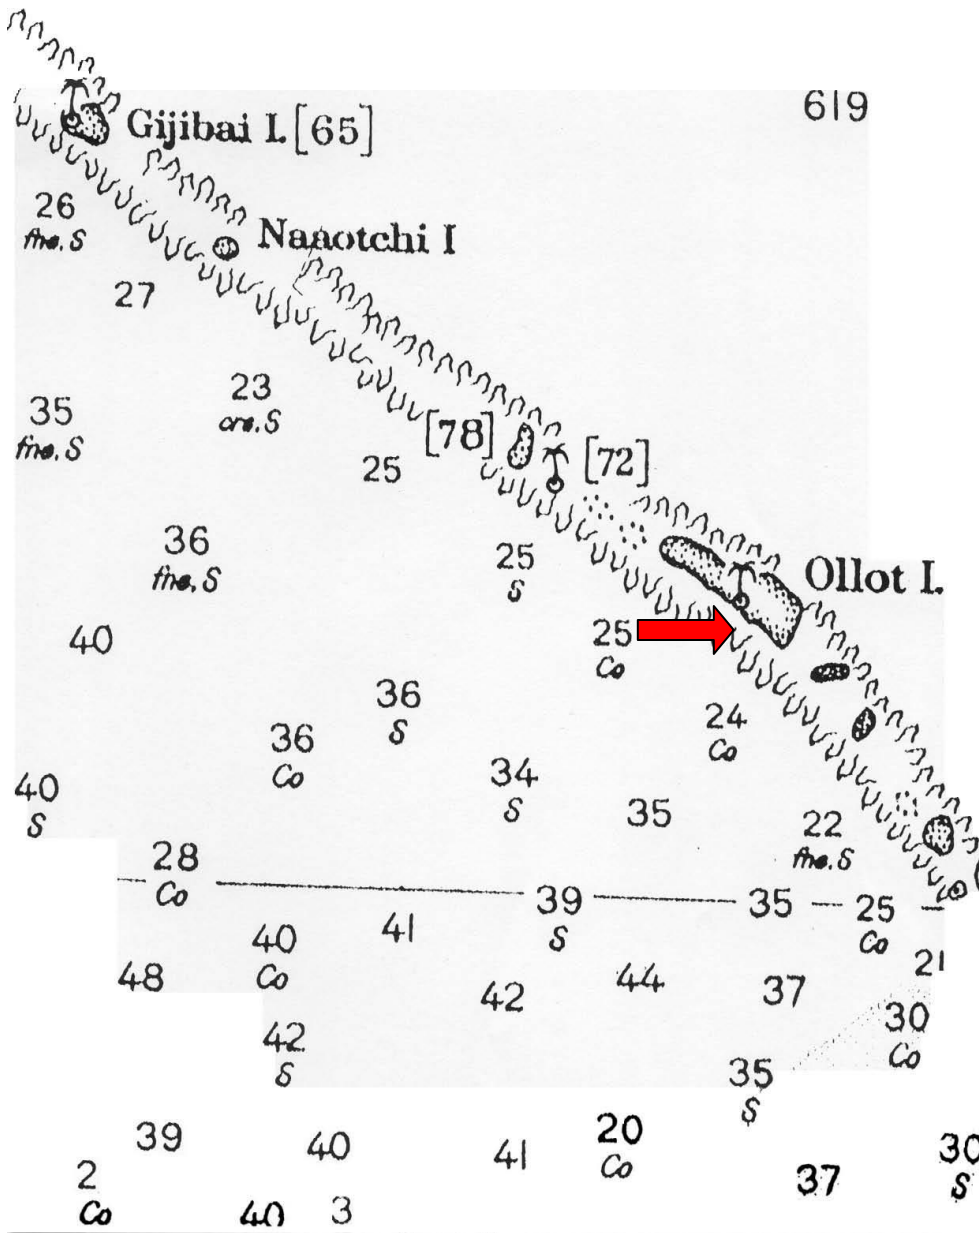 619
Gijibai I. [65]
26
fne. S
Naaotchi I
27
23
crs. S
35
fne. S
[78]
25
[72]
36
fne. S
25
S
Ollot I.
40
25
Co
36
S
24
Co
36
Co
34
S
40
S
35
22
fne. S
28
Co
39
S
35
25
Co
41
40
Co
21
48
42
44
37
30
Co
42
S
35
S
39
40
41
20
Co
30
S
2
Co
37
40
3